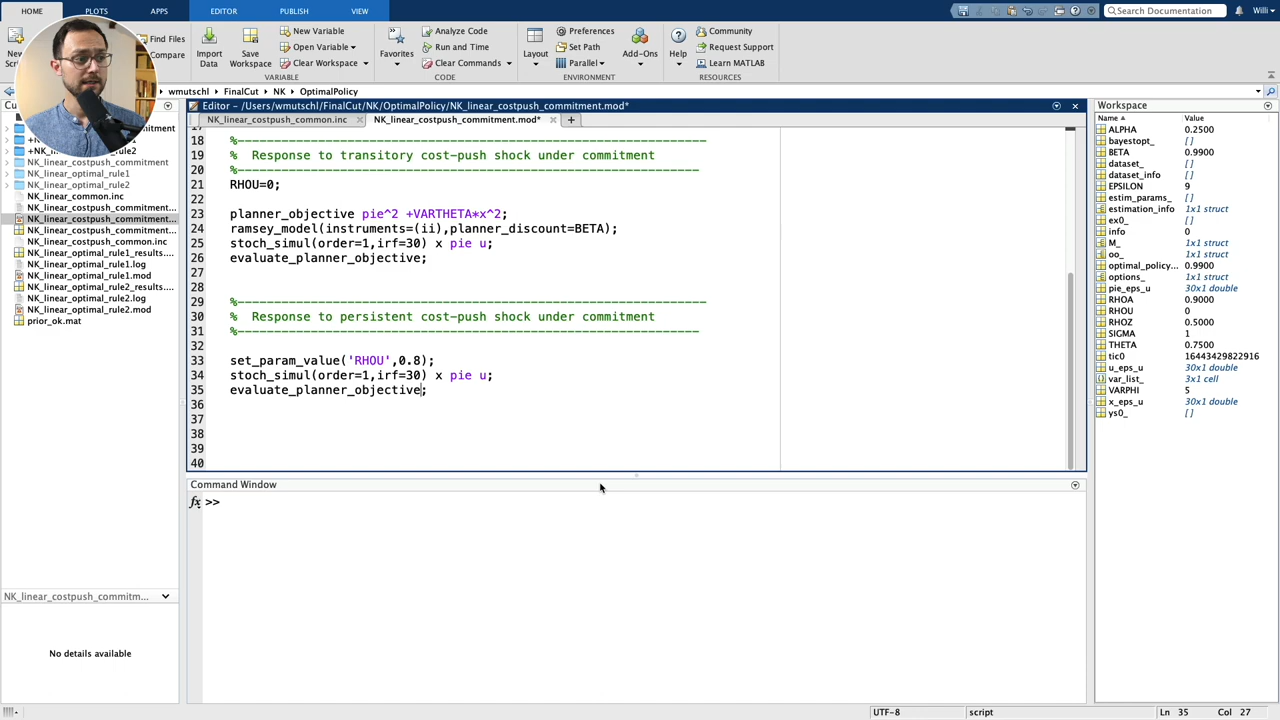 HOME
PLOTS
APPS
EDITOR
PUBLISH
VIEW
Search Documentation
Willi
New
Find Files
Compare
Import
Data
Save
Workspace
New Variable
Open Variable
Clear Workspace
VARIABLE
Favorites
Analyze Code
Run and Time
Clear Commands
CODE
Layout
Preferences
Set Path
Parallel
ENVIRONMENT
Add-Ons
Help
Community
Request Support
Learn MATLAB
RESOURCES
wmutschl
FinalCut
NK
OptimalPolicy
Editor - /Users/wmutschl/FinalCut/NK/OptimalPolicy/NK_linear_costpush_commitment.mod*
NK_linear_costpush_common.inc
NK_linear_costpush_commitment.mod*
NK_linear_costpush_commitment
NK_linear_optimal_rule1
NK_linear_optimal_rule2
NK_linear_common.inc
NK_linear_costpush_commitment...
NK_linear_costpush_commitment...
NK_linear_costpush_commitment...
NK_linear_costpush_common.inc
NK_linear_optimal_rule1_results....
NK_linear_optimal_rule1.log
NK_linear_optimal_rule1.mod
NK_linear_optimal_rule2_results....
NK_linear_optimal_rule2.log
NK_linear_optimal_rule2.mod
prior_ok.mat
NK_linear_costpush_commitm...
No details available
18 %----------------------------------------------------------------
19 % Response to transitory cost-push shock under commitment
20 %---------------------------------------------------------------
21 RHOU=0;
22
23 planner_objective pie^2 +VARTHETA*x^2;
24 ramsey_model(instruments=(ii),planner_discount=BETA);
25 stoch_simul(order=1,irf=30) x pie u;
26 evaluate_planner_objective;
27
28
29 %----------------------------------------------------------------
30 % Response to persistent cost-push shock under commitment
31 %---------------------------------------------------------------
32
33 set_param_value('RHOU',0.8);
34 stoch_simul(order=1,irf=30) x pie u;
35 evaluate_planner_objective;
36
37
38
39
40
Command Window
fx >>
Workspace
Name Value
ALPHA 0.2500
bayestopt_ []
BETA 0.9900
dataset_ []
dataset_info []
EPSILON 9
estim_params_ []
estimation_info 1x1 struct
ex0_ []
info 0
M_ 1x1 struct
oo_ 1x1 struct
optimal_policy... 0.9900
options_ 1x1 struct
pie_eps_u 30x1 double
RHOA 0.9000
RHOU 0
RHOZ 0.5000
SIGMA 1
THETA 0.7500
tic0 16443429822916
u_eps_u 30x1 double
var_list_ 3x1 cell
VARPHI 5
x_eps_u 30x1 double
ys0_ []
UTF-8
script
Ln 35 Col 27